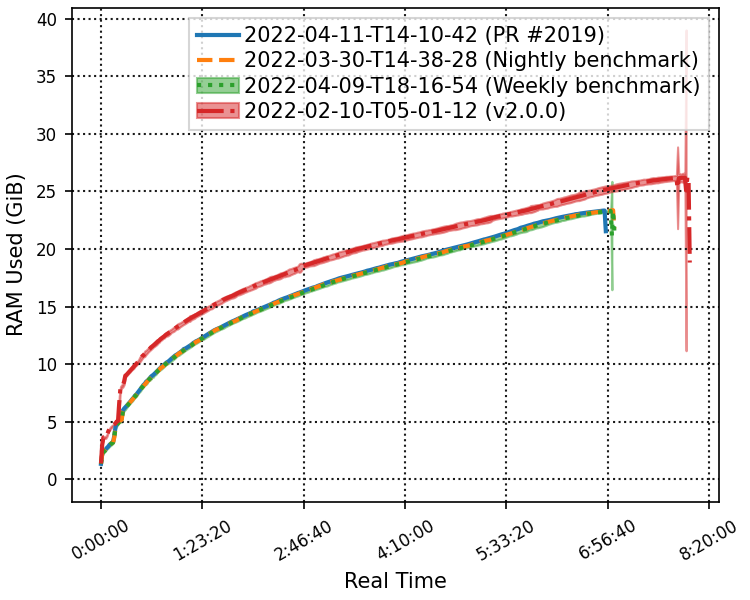 40
35
30
25
20
15
10
5
0
RAM Used (GiB)
2022-04-11-T14-10-42 (PR #2019)
2022-03-30-T14-38-28 (Nightly benchmark)
2022-04-09-T18-16-54 (Weekly benchmark)
2022-02-10-T05-01-12 (v2.0.0)
0:00:00
1:23:20
2:46:40
4:10:00
5:33:20
6:56:40
8:20:00
Real Time